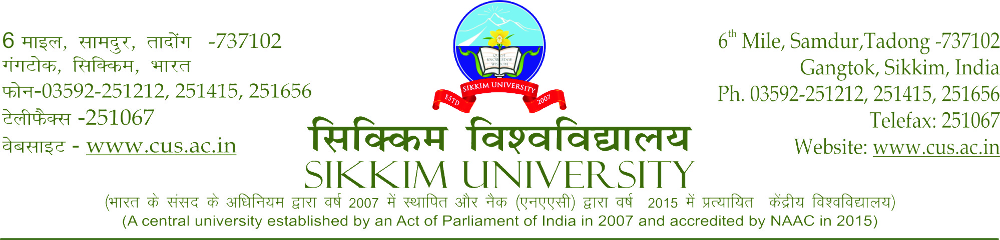 6 माइल, सामदुर, तादोंग -737102
गंगटोक, सिक्किम, भारत
फोन-03592-251212, 251415, 251656
टेलीफैक्स -251067
वेबसाइट - www.cus.ac.in
QUEST
KNOWLEDGE
WISDOM
SIKKIM UNIVERSITY
ESTD 2007
6th Mile, Samdur,Tadong -737102
Gangtok, Sikkim, India
Ph. 03592-251212, 251415, 251656
Telefax: 251067
Website: www.cus.ac.in
सिक्किम विश्वविद्यालय
SIKKIM UNIVERSITY
(भारत के संसद के अधिनियम द्वारा वर्ष 2007 में स्थापित और नैक (एनएएसी) द्वारा वर्ष 2015 में प्रत्यायित केंद्रीय विश्वविद्यालय)
(A central university established by an Act of Parliament of India in 2007 and accredited by NAAC in 2015)